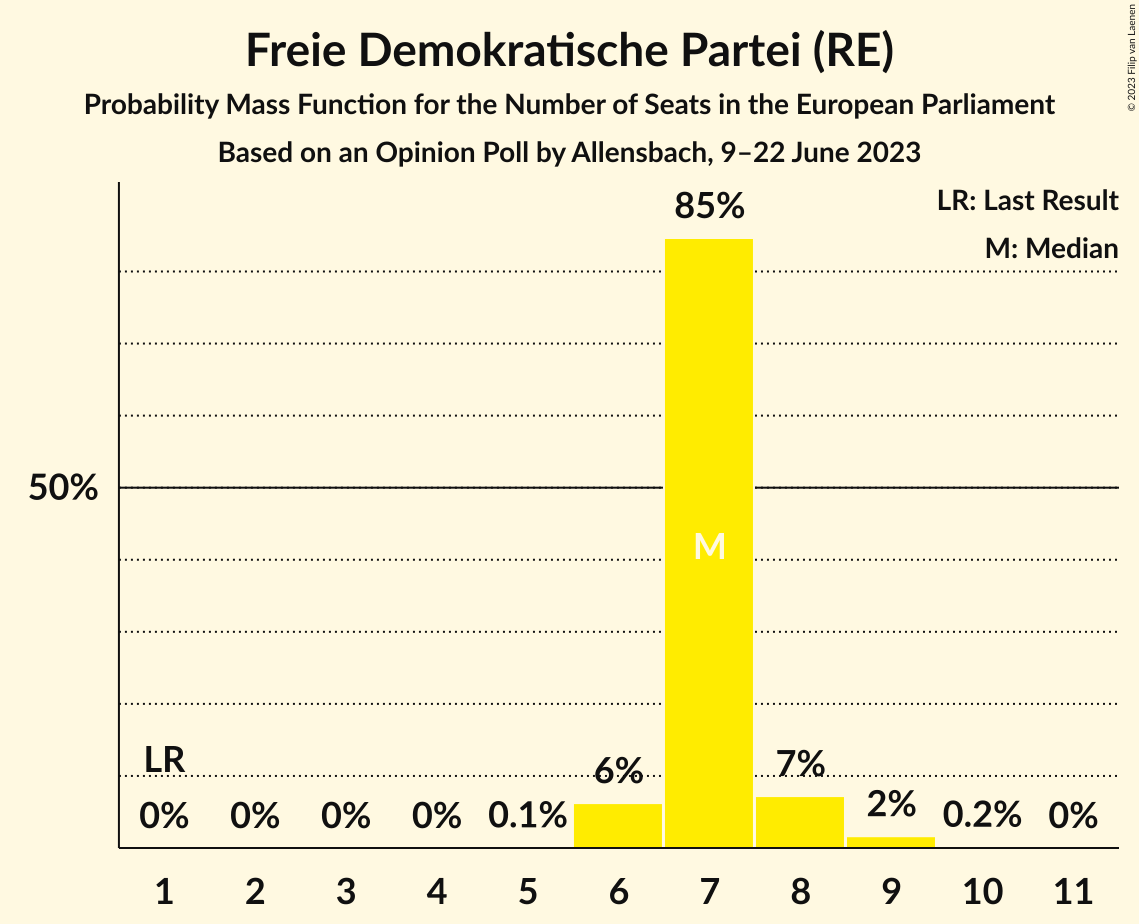 Freie Demokratische Partei (RE)
Probability Mass Function for the Number of Seats in the European Parliament
Based on an Opinion Poll by Allensbach, 9–22 June 2023
© 2023 Filip van Laenen
LR: Last Result
M: Median
85%
50%
M
LR
0% 0% 0% 0% 0.1% 6% 7% 2% 0.2% 0%
1 2 3 4 5 6 7 8 9 10 11